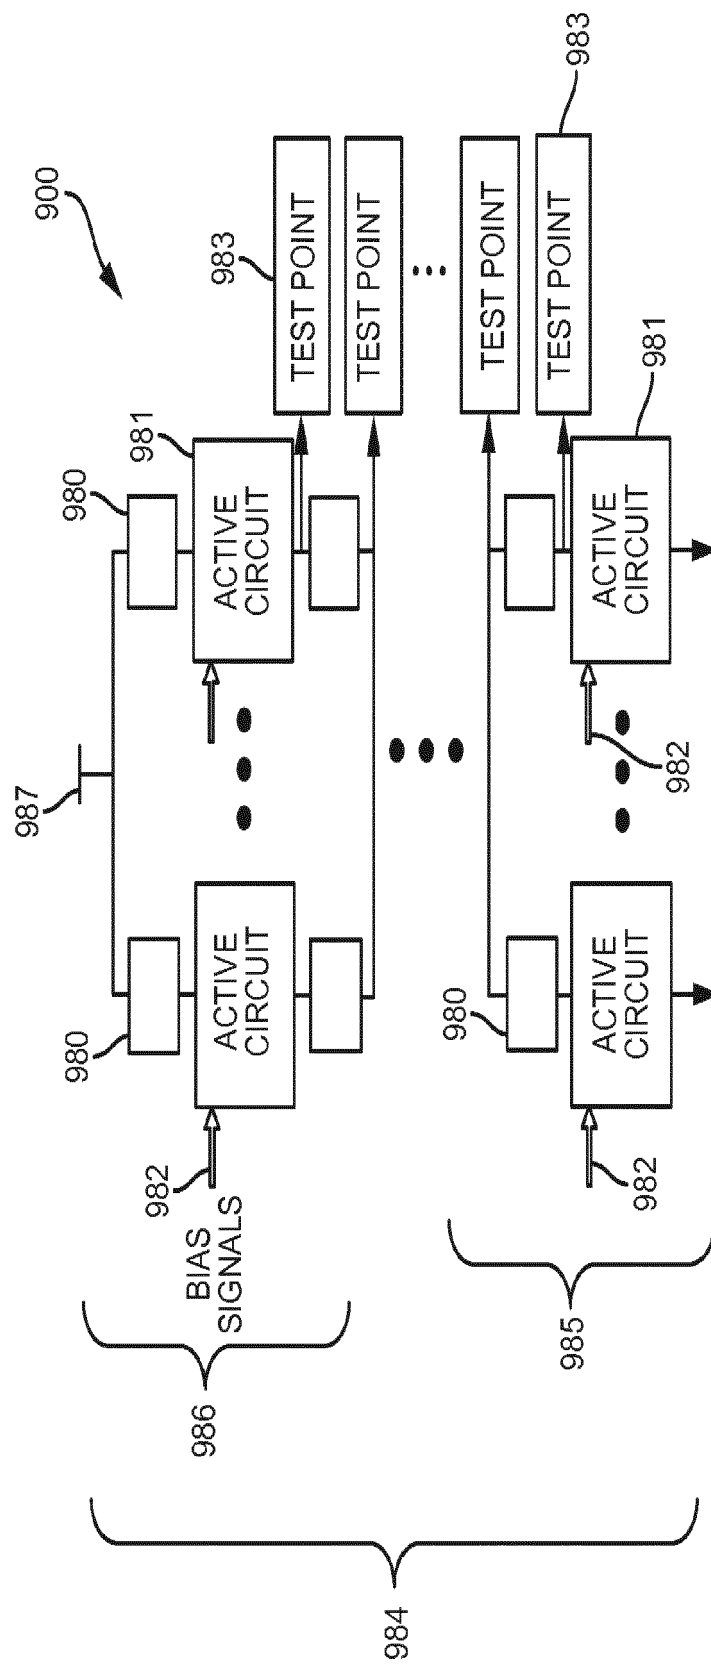 900
987
980
980
981
983
ACTIVE
CIRCUIT
ACTIVE
CIRCUIT
TEST POINT
TEST POINT
982
BIAS
SIGNALS
986
TEST POINT
TEST POINT
983
980
981
ACTIVE
CIRCUIT
ACTIVE
CIRCUIT
982
982
985
984